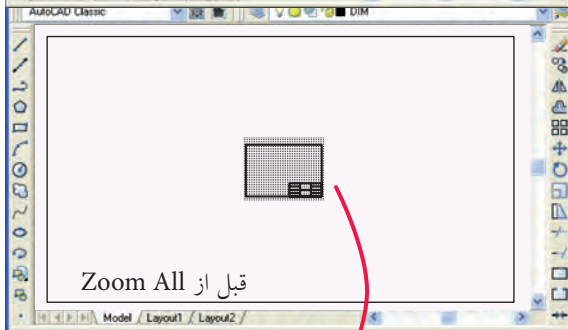 AutoCAD Classic DIM
قبل از Zoom All
Model / Layout1 / Layout2 /